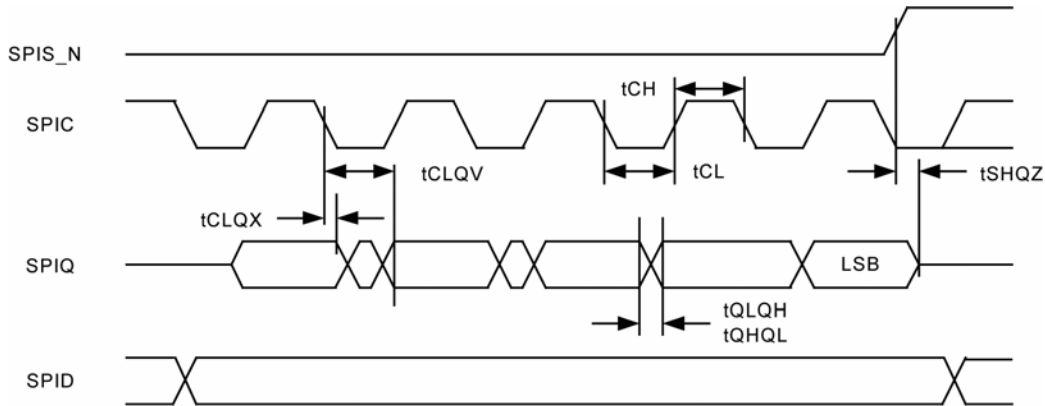 SPIS_N
tCH
SPIC
tCLQV
tCL
tSHQZ
tCLQX
SPIQ
LSB
tQLQH
tQHQL
SPID